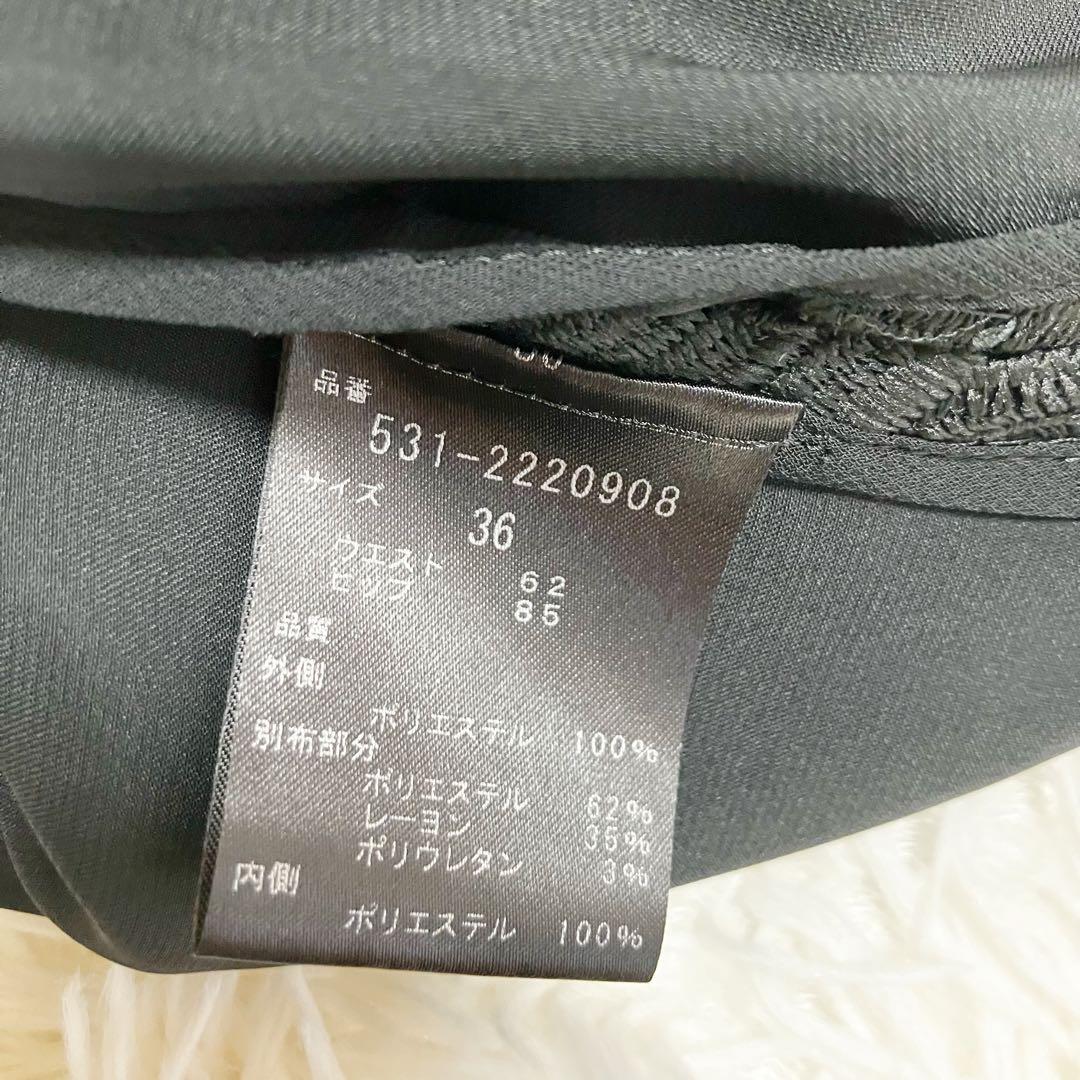 品番
531-2220908
サイズ
36
ウエスト 62
ヒップ 85
品質
外側
ポリエステル 100%
別布部分
ポリエステル 62%
レーヨン 35%
ポリウレタン 3%
内側
ポリエステル 100%